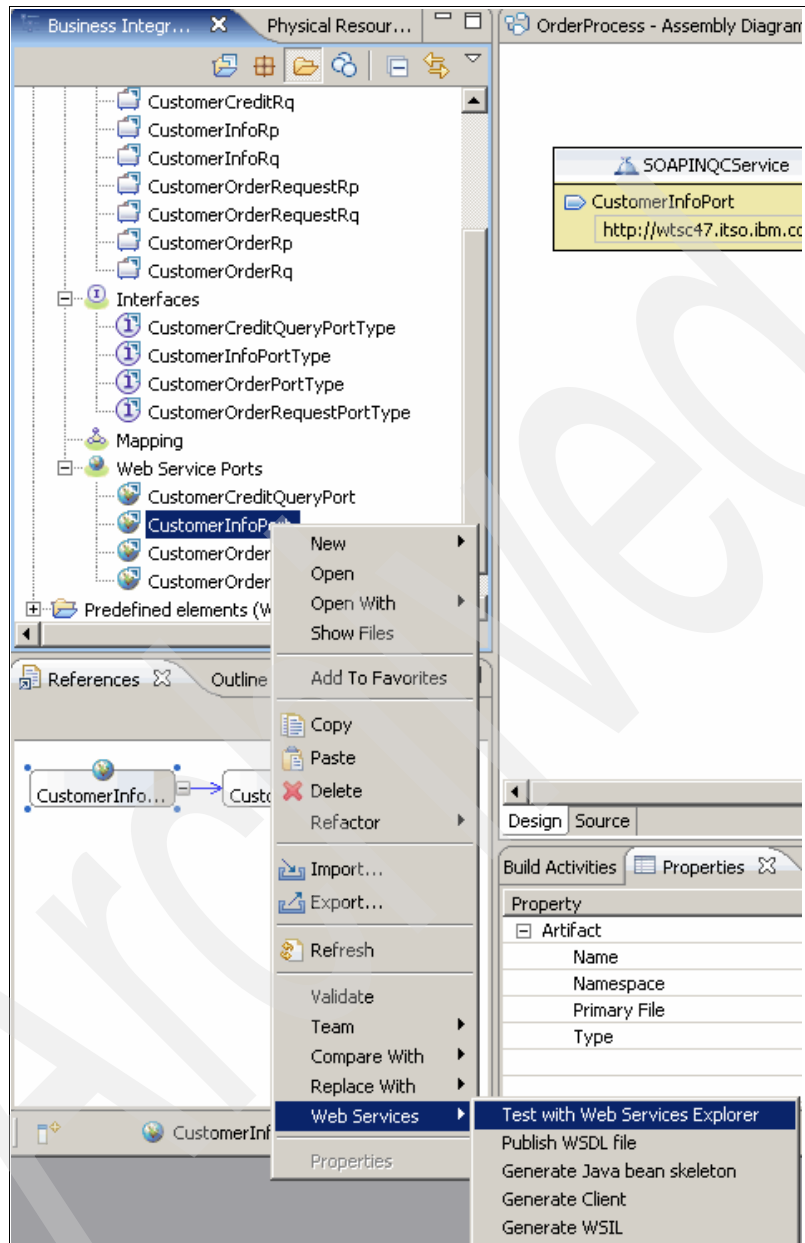 Business Integr...
Physical Resour...
OrderProcess - Assembly Diagram
CustomerCreditRq
CustomerInfoRp
CustomerInfoRq
CustomerOrderRequestRp
CustomerOrderRequestRq
CustomerOrderRp
CustomerOrderRq
Interfaces
CustomerCreditQueryPortType
CustomerInfoPortType
CustomerOrderPortType
CustomerOrderRequestPortType
Mapping
Web Service Ports
CustomerCreditQueryPort
CustomerInfoPort
CustomerOrder
CustomerOrder
Predefined elements (W
SOAPINQCService
CustomerInfoPort
http://wtsc47.itso.ibm.co
New
Open
Open With
Show Files
Add To Favorites
Copy
Paste
Delete
Refactor
Import...
Export...
Refresh
Validate
Team
Compare With
Replace With
Web Services
Properties
Test with Web Services Explorer
Publish WSDL file
Generate Java bean skeleton
Generate Client
Generate WSIL
References
Outline
CustomerInfo...
Custo
CustomerInf
Design
Source
Build Activities
Properties
Property
Artifact
Name
Namespace
Primary File
Type
Archived